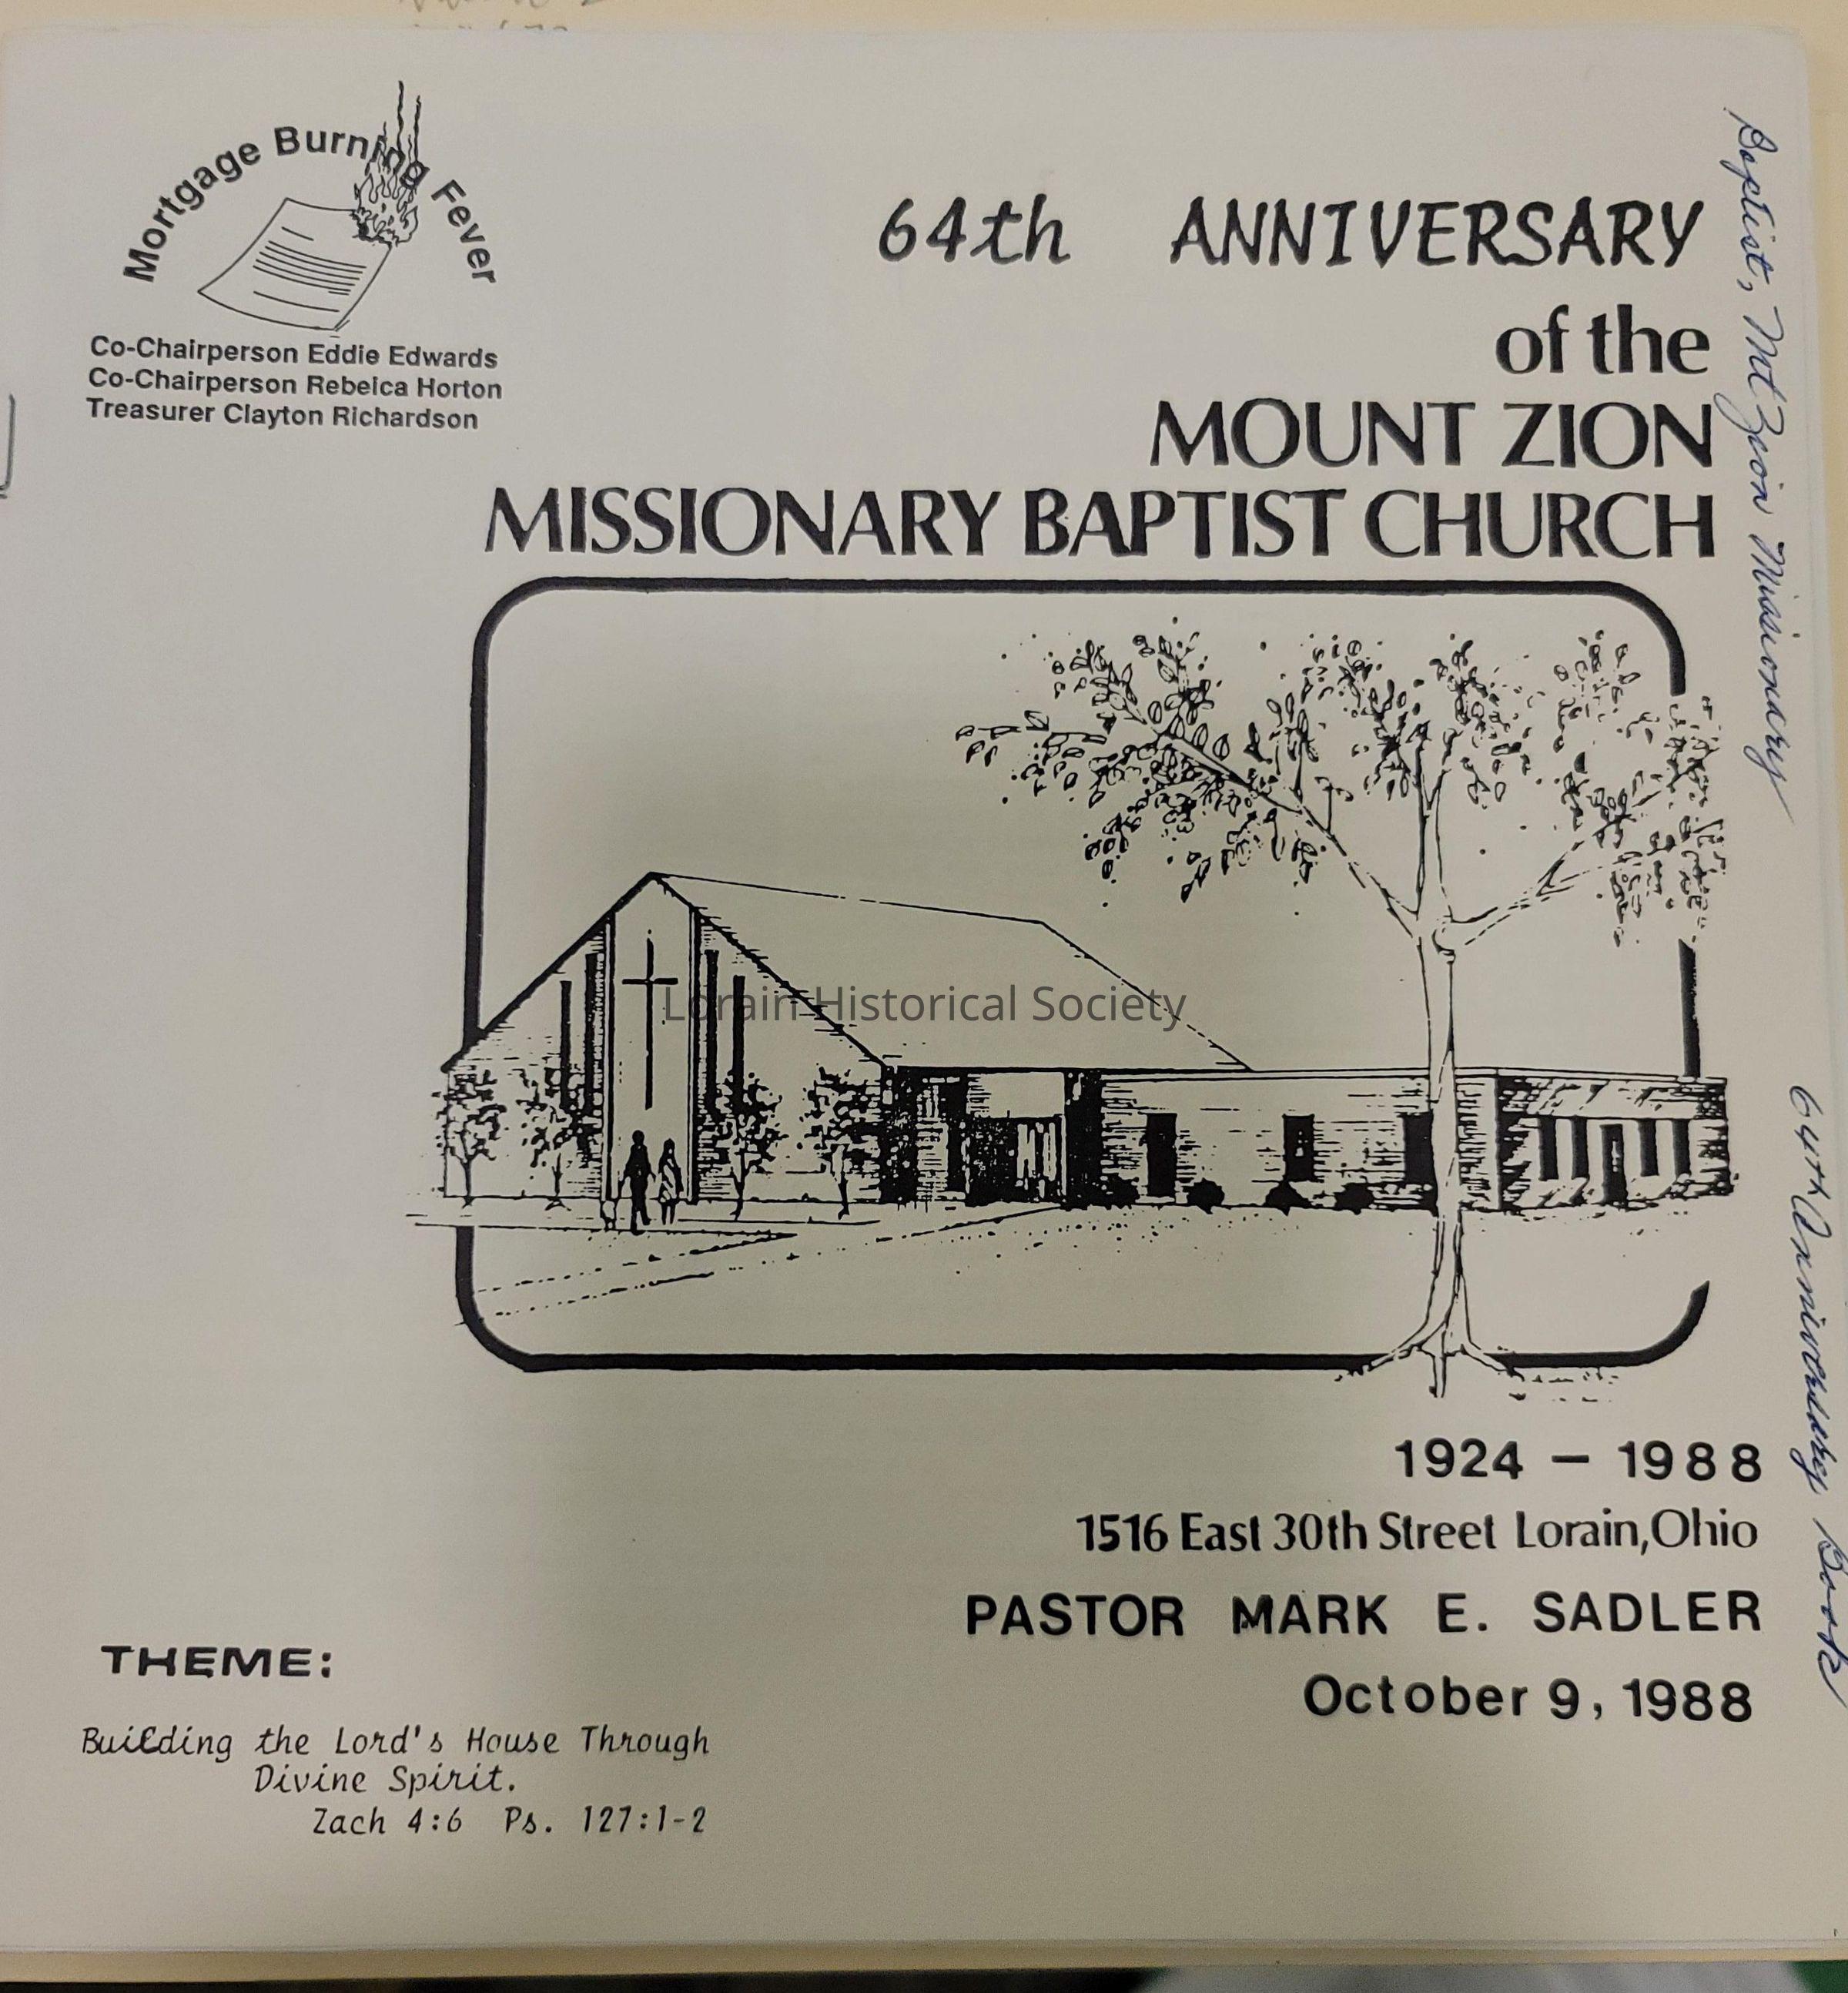 Mortgage Burning Fever
Co-Chairperson Eddie Edwards
Co-Chairperson Rebeica Horton
Treasurer Clayton Richardson
64th ANNIVERSARY
of the
MOUNT ZION
MISSIONARY BAPTIST CHURCH
Lorain Historical Society
1924 - 1988
1516 East 30th Street Lorain, Ohio
PASTOR MARK E. SADLER
October 9, 1988
THEME:
Building the Lord's House Through
Divine Spirit.
Zach 4:6 Ps. 127:1-2
Baptist, Mt Zion Missionary
64th Anniversary Book